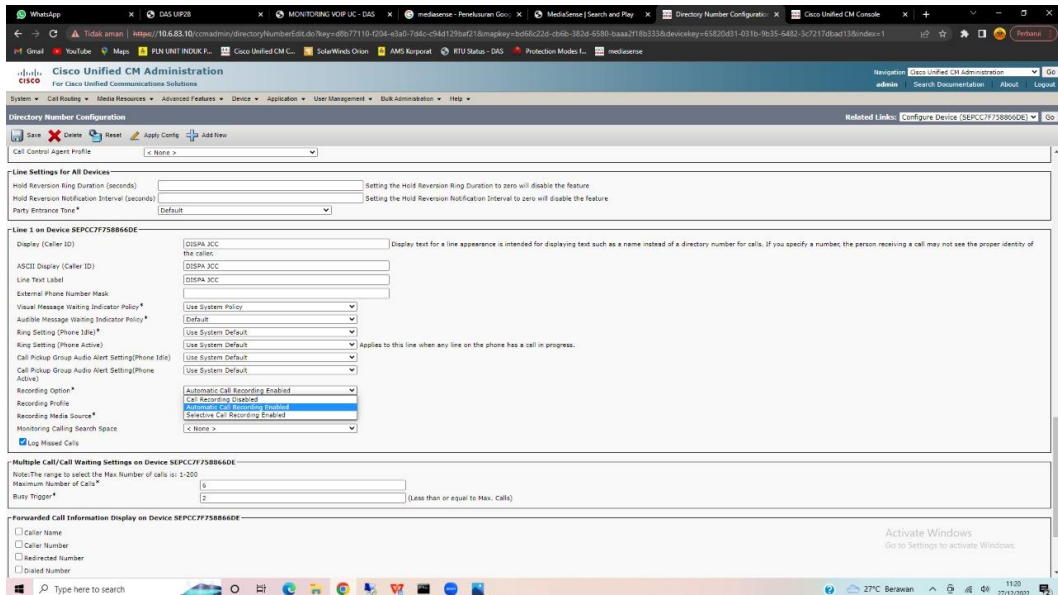 WhatsApp
DAS UIP2B
MONITORING VOIP UC - DAS
mediasense - Penelusuran Goo
MediaSense | Search and Play
Directory Number Configuration
Cisco Unified CM Console
Tidak aman
Perbarui
Gmail
YouTube
Maps
PLN UNIT INDUK P...
Cisco Unified CM C...
SolarWinds Orion
AMS Korporat
RTU Status - DAS
Protection Modes f...
mediasense
cisco
Cisco Unified CM Administration
For Cisco Unified Communications Solutions
Navigation Cisco Unified CM Administration Go
admin Search Documentation About Logout
System Call Routing Media Resources Advanced Features Device Application User Management Bulk Administration Help
Directory Number Configuration
Related Links: Configure Device (SEPCC7F758866DE) Go
Save Delete Reset Apply Config Add New
Call Control Agent Profile < None >
Line Settings for All Devices
Hold Reversion Ring Duration (seconds) Setting the Hold Reversion Ring Duration to zero will disable the feature
Hold Reversion Notification Interval (seconds) Setting the Hold Reversion Notification Interval to zero will disable the feature
Party Entrance Tone* Default
Line 1 on Device SEPCC7F758866DE
Display (Caller ID) DISPA JCC Display text for a line appearance is intended for displaying text such as a name instead of a directory number for calls. If you specify a number, the person receiving a call may not see the proper identity of
the caller.
ASCII Display (Caller ID) DISPA JCC
Line Text Label DISPA JCC
External Phone Number Mask
Visual Message Waiting Indicator Policy* Use System Policy
Audible Message Waiting Indicator Policy* Default
Ring Setting (Phone Idle)* Use System Default
Ring Setting (Phone Active) Use System Default Applies to this line when any line on the phone has a call in progress.
Call Pickup Group Audio Alert Setting(Phone Idle) Use System Default
Call Pickup Group Audio Alert Setting(Phone Use System Default
Active)
Recording Option* Automatic Call Recording Enabled
Call Recording Disabled
Recording Profile Automatic Call Recording Enabled
Recording Media Source* Selective Call Recording Enabled
Monitoring Calling Search Space < None >
Log Missed Calls
Multiple Call/Call Waiting Settings on Device SEPCC7F758866DE
Note:The range to select the Max Number of calls is: 1-200
Maximum Number of Calls* 6
Busy Trigger* 2 (Less than or equal to Max. Calls)
Forwarded Call Information Display on Device SEPCC7F758866DE
Caller Name
Caller Number
Redirected Number
Dialed Number
Activate Windows
Go to Settings to activate Windows.
Type here to search
27°C Berawan
11:20
27/12/2022